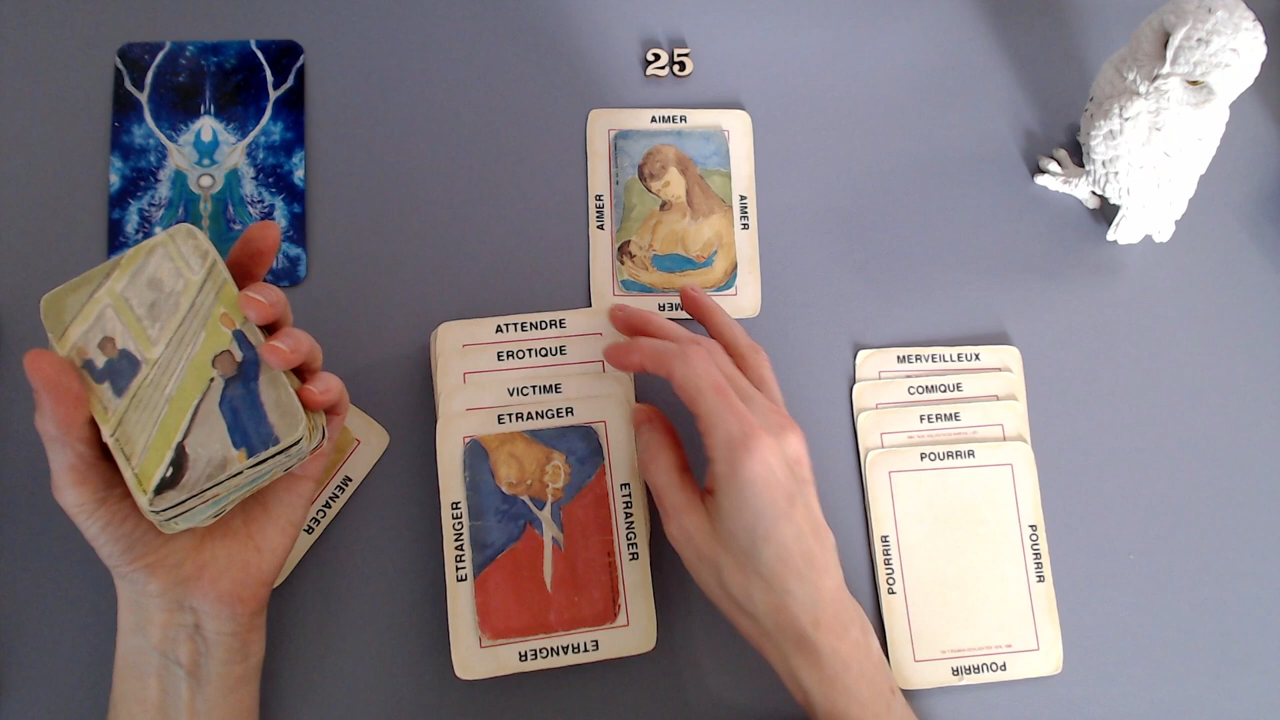 25
AIMER
AIMER
AIMER
AIMER
ATTENDRE
EROTIQUE
VICTIME
ETRANGER
ETRANGER
ETRANGER
ETRANGER
MENACER
MERVEILLEUX
COMIQUE
FERME
POURRIR
POURRIR
POURRIR
POURRIR